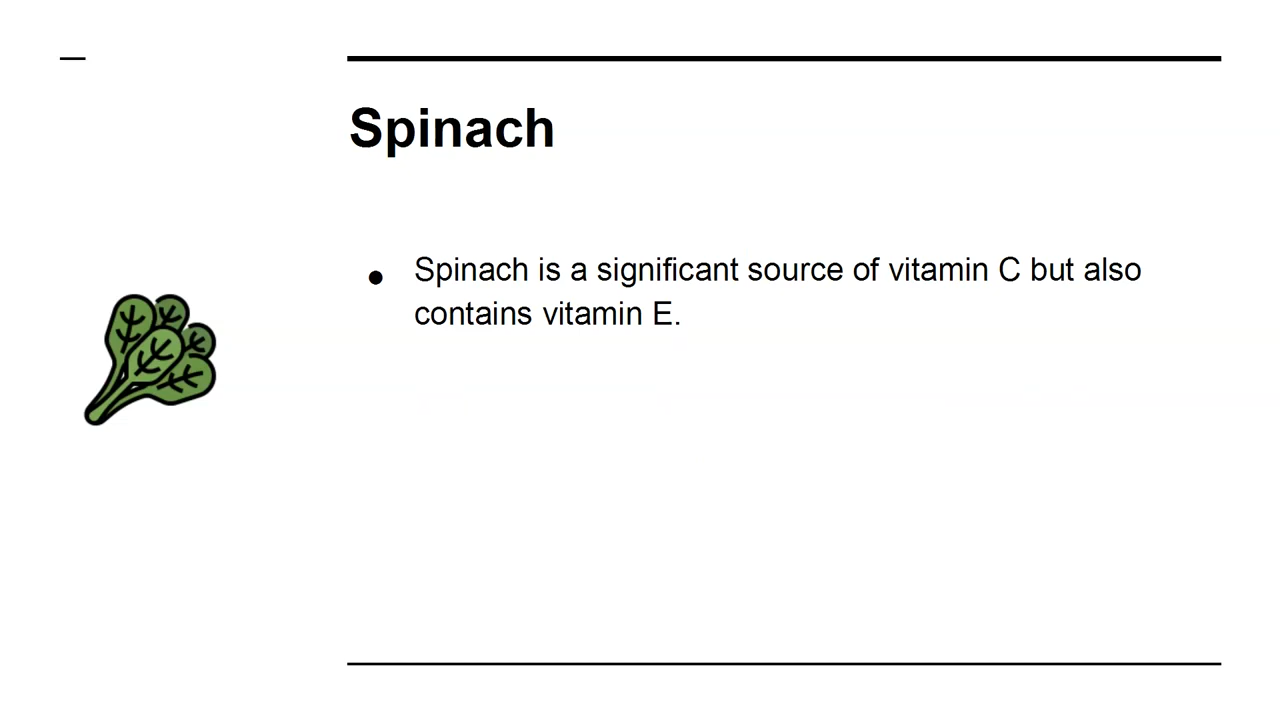 Spinach
● Spinach is a significant source of vitamin C but also
contains vitamin E.